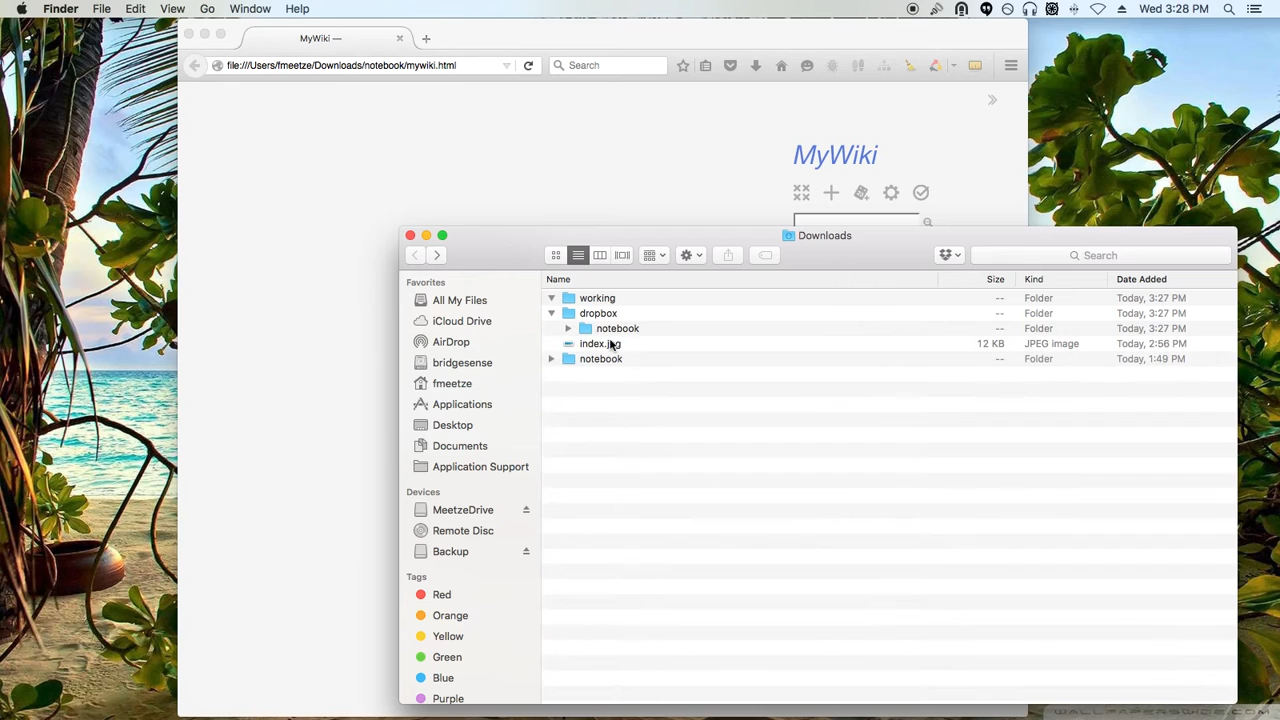 Finder File Edit View Go Window Help Wed 3:28 PM
MyWiki —
file:///Users/fmeetze/Downloads/notebook/mywiki.html Search
MyWiki
Downloads
Search
Favorites
All My Files
iCloud Drive
AirDrop
bridgesense
fmeetze
Applications
Desktop
Documents
Application Support
Devices
MeetzeDrive
Remote Disc
Backup
Tags
Red
Orange
Yellow
Green
Blue
Purple
Name Size Kind Date Added
working -- Folder Today, 3:27 PM
dropbox -- Folder Today, 3:27 PM
notebook -- Folder Today, 3:27 PM
index.jpg 12 KB JPEG image Today, 2:56 PM
notebook -- Folder Today, 1:49 PM
WALLPAPERSWIDE.COM